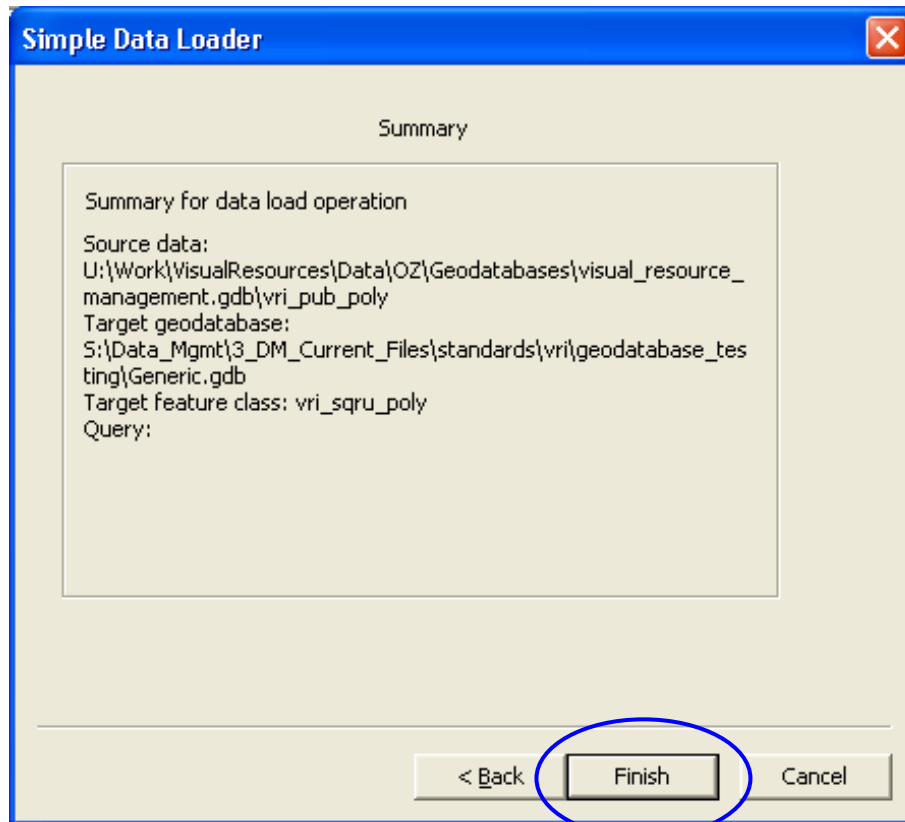 Simple Data Loader
Summary
Summary for data load operation
Source data:
U:\Work\VisualResources\Data\OZ\Geodatabases\visual_resource_
management.gdb\vri_pub_poly
Target geodatabase:
S:\Data_Mgmt\3_DM_Current_Files\standards\vri\geodatabase_tes
ting\Generic.gdb
Target feature class: vri_sqru_poly
Query:
< Back
Finish
Cancel